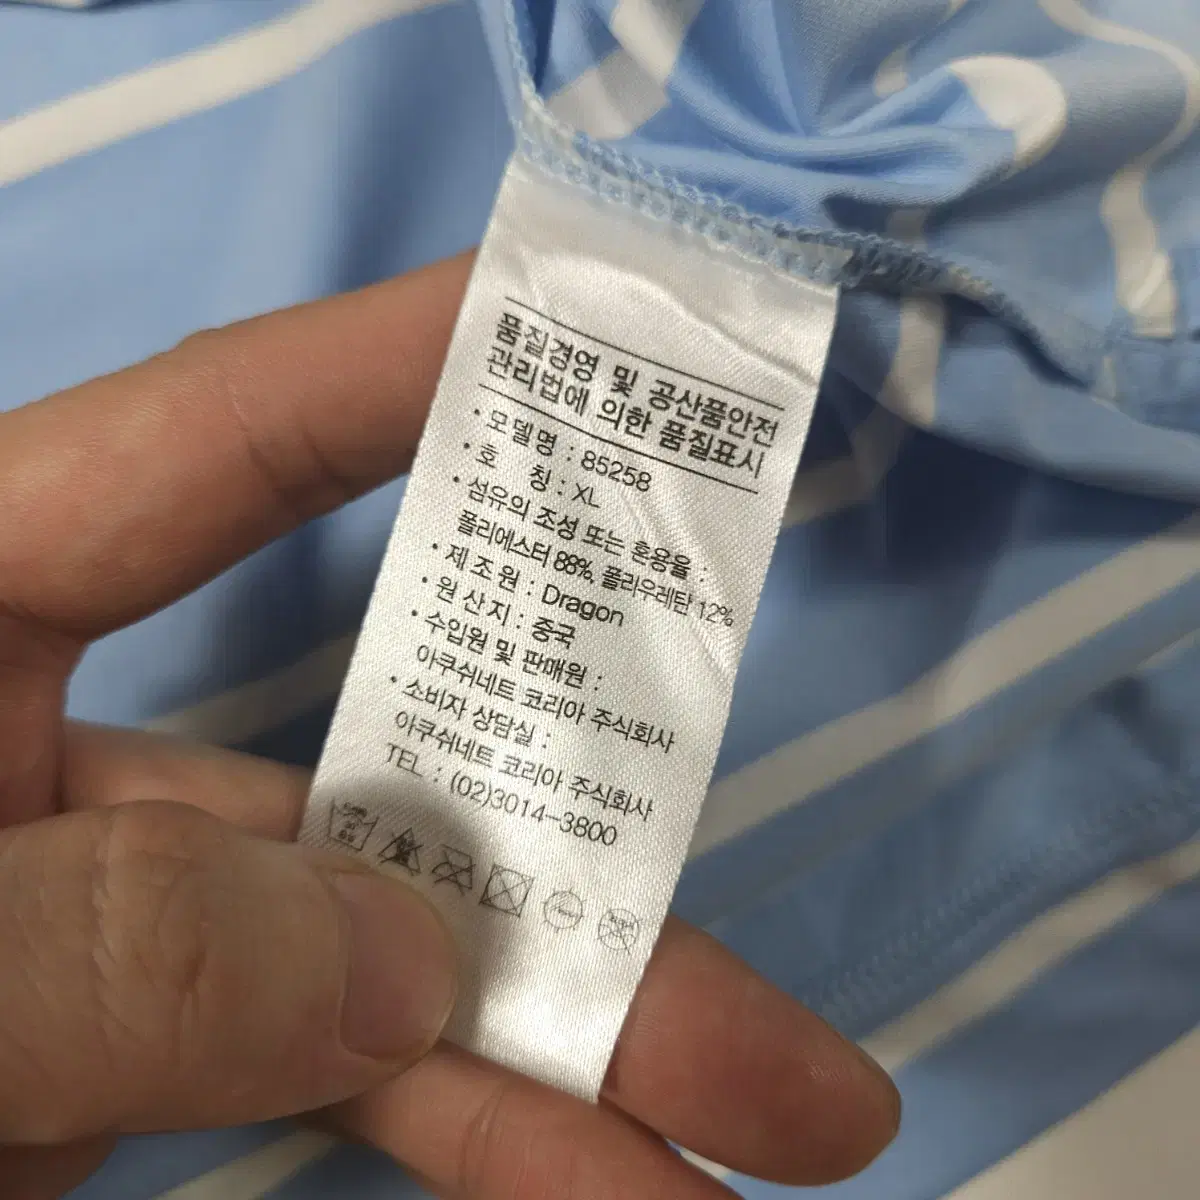 품질경영 및 공산품안전
관리법에 의한 품질표시
· 모델명 : 85258
· 호 칭 : XL
· 섬유의 조성 또는 혼용율 :
폴리에스터 88%, 폴리우레탄 12%
· 제 조 원 : Dragon
· 원 산 지 : 중국
· 수입원 및 판매원 :
아쿠쉬네트 코리아 주식회사
· 소비자 상담실 :
아쿠쉬네트 코리아 주식회사
TEL : (02)3014-3800